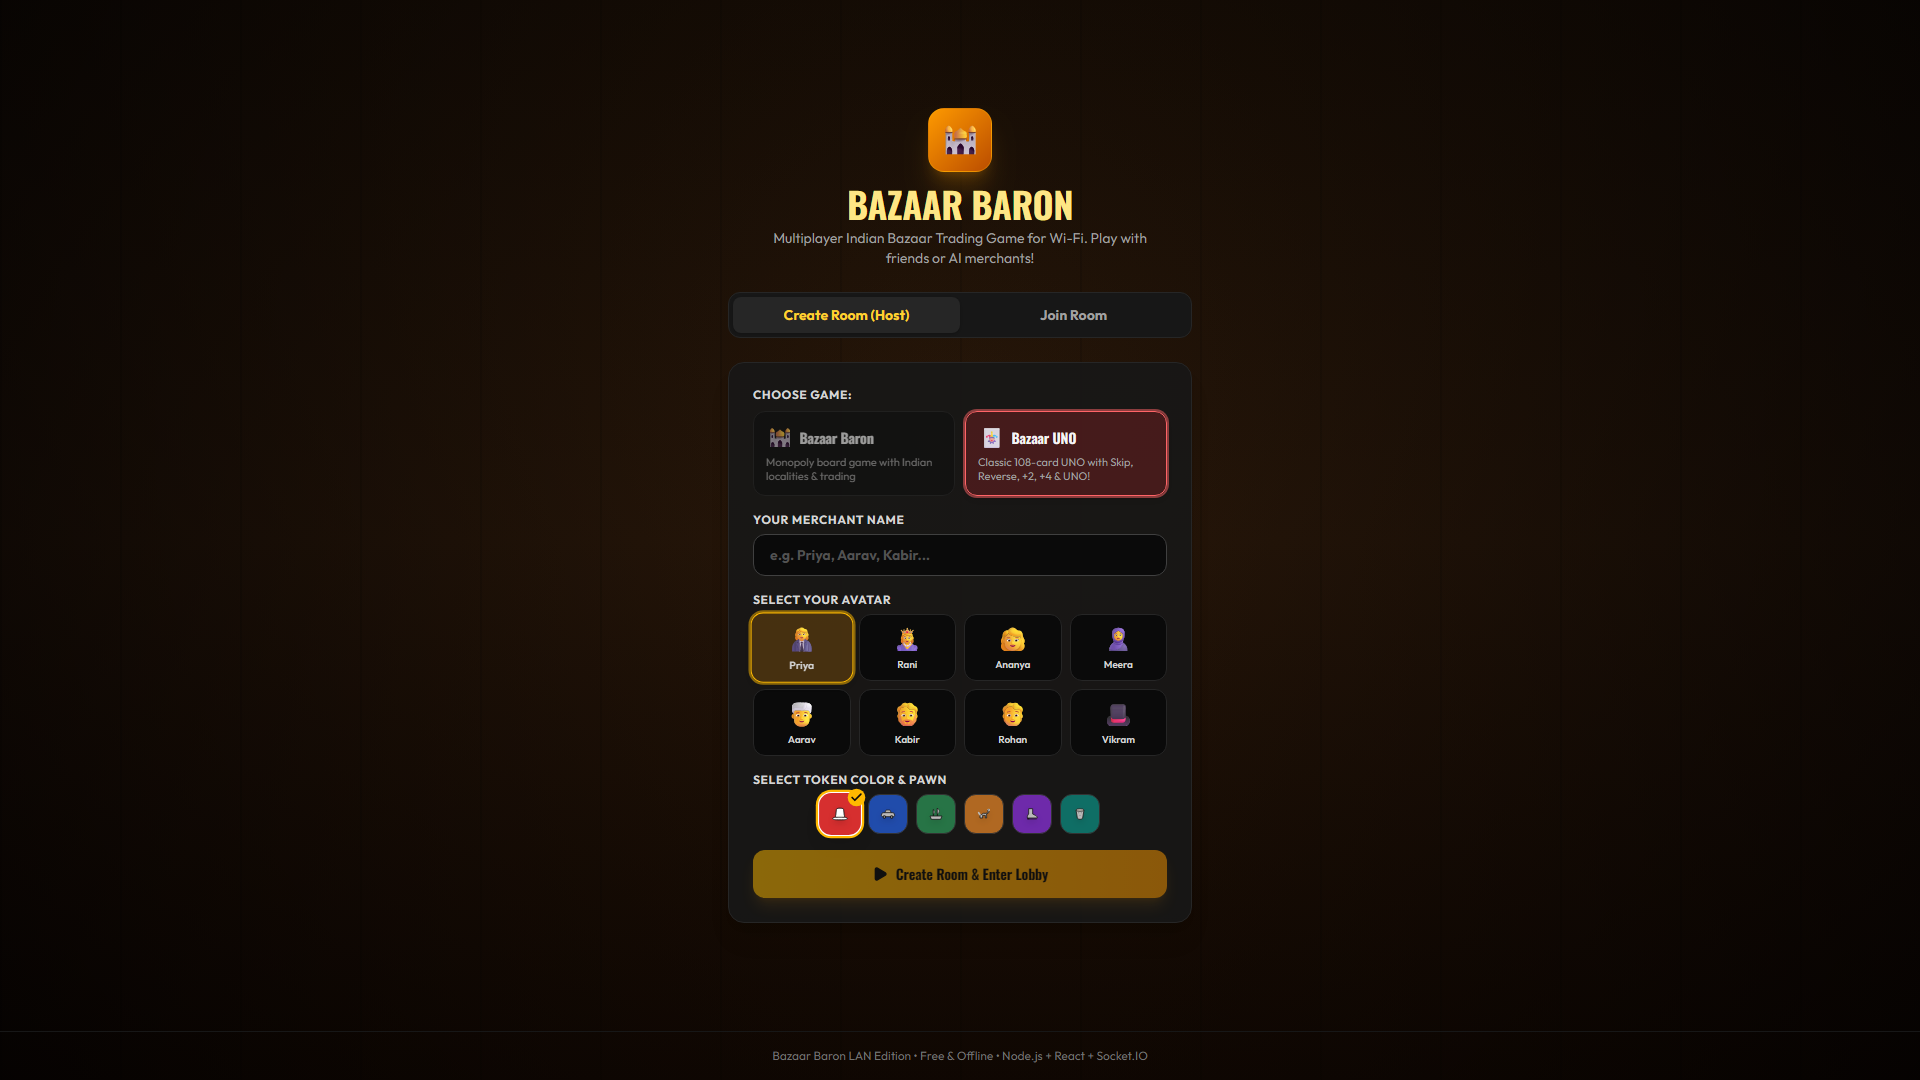 BAZAAR BARON
Multiplayer Indian Bazaar Trading Game for Wi-Fi. Play with
friends or AI merchants!
Create Room (Host)
Join Room
CHOOSE GAME:
Bazaar Baron
Monopoly board game with Indian
localities & trading
Bazaar UNO
Classic 108-card UNO with Skip,
Reverse, +2, +4 & UNO!
YOUR MERCHANT NAME
e.g. Priya, Aarav, Kabir...
SELECT YOUR AVATAR
Priya
Rani
Ananya
Meera
Aarav
Kabir
Rohan
Vikram
SELECT TOKEN COLOR & PAWN
Create Room & Enter Lobby
Bazaar Baron LAN Edition • Free & Offline • Node.js + React + Socket.IO